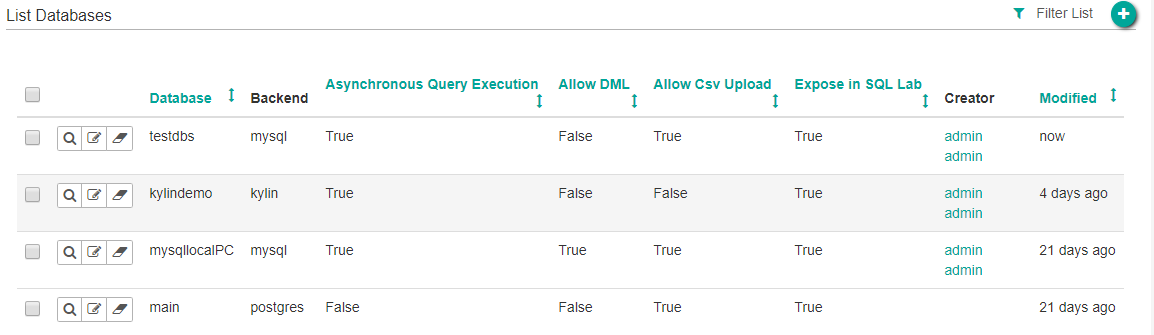 List Databases
Filter List
Database Backend Asynchronous Query Execution Allow DML Allow Csv Upload Expose in SQL Lab Creator Modified
testdbs mysql True False True True admin admin now
kylindemo kylin True False False True admin admin 4 days ago
mysqllocalPC mysql True True True True admin admin 21 days ago
main postgres False False True True 21 days ago